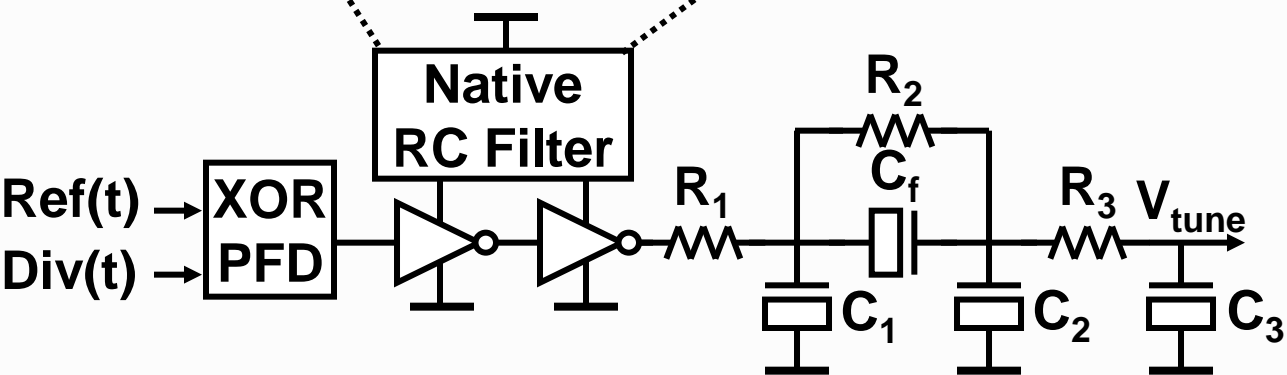 Native
RC Filter
Ref(t)
Div(t)
XOR
PFD
R1
R2
Cf
R3
Vtune
C1
C2
C3